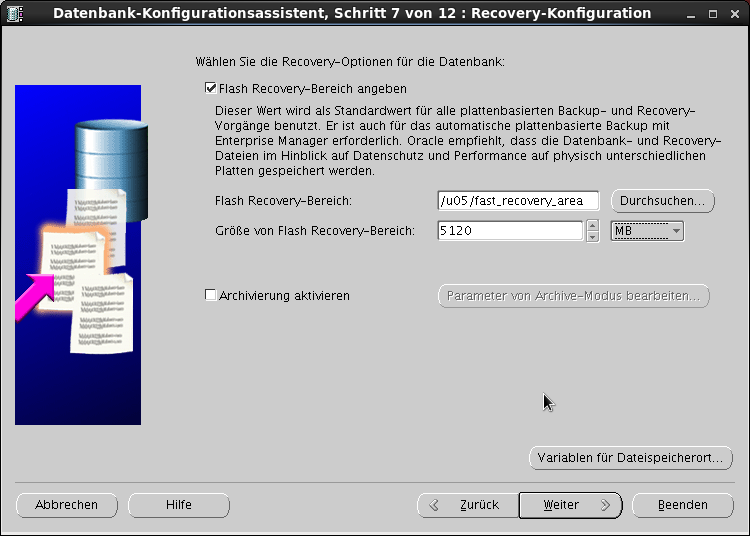 Datenbank-Konfigurationsassistent, Schritt 7 von 12 : Recovery-Konfiguration
Wählen Sie die Recovery-Optionen für die Datenbank:
Flash Recovery-Bereich angeben
Dieser Wert wird als Standardwert für alle plattenbasierten Backup- und Recovery-
Vorgänge benutzt. Er ist auch für das automatische plattenbasierte Backup mit
Enterprise Manager erforderlich. Oracle empfiehlt, dass die Datenbank- und Recovery-
Dateien im Hinblick auf Datenschutz und Performance auf physisch unterschiedlichen
Platten gespeichert werden.
Flash Recovery-Bereich: /u05/fast_recovery_area Durchsuchen...
Größe von Flash Recovery-Bereich: 5120 MB
Archivierung aktivieren Parameter von Archive-Modus bearbeiten...
Variablen für Dateispeicherort...
Abbrechen Hilfe Zurück Weiter Beenden